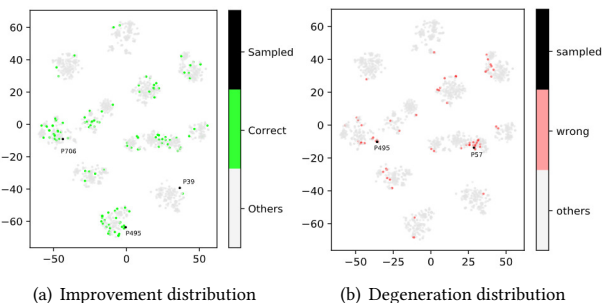 60
40
20
0
−20
−40
−60
−50
0
50
P706
P39
P495
Sampled
Correct
Others
(a) Improvement distribution
60
40
20
0
−20
−40
−60
−50
−25
0
25
50
P495
P57
sampled
wrong
others
(b) Degeneration distribution